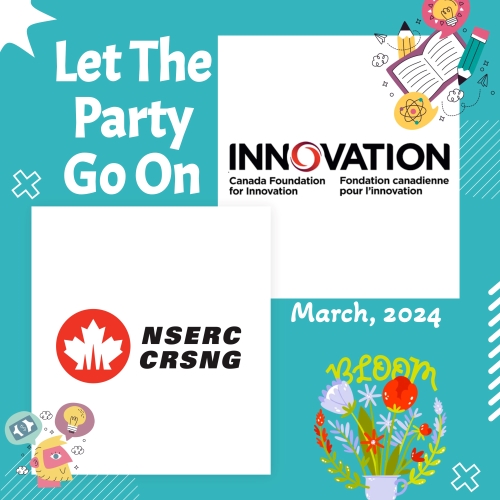 Let The
Party
Go On
INNOVATION
Canada Foundation
for Innovation
Fondation canadienne
pour l'innovation
NSERC
CRSNG
March, 2024
BLOOM